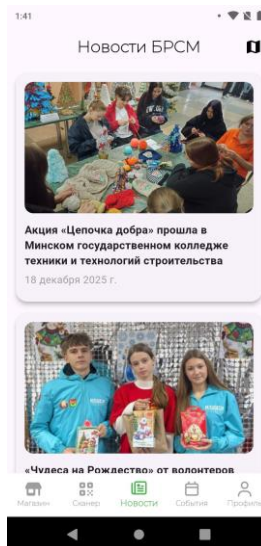 1:41
Новости БРСМ
Акция «Цепочка добра» прошла в
Минском государственном колледже
техники и технологий строительства
18 декабря 2025 г.
«Чудеса на Рождество» от волонтеров
Магазин Сканер Новости События Профиль